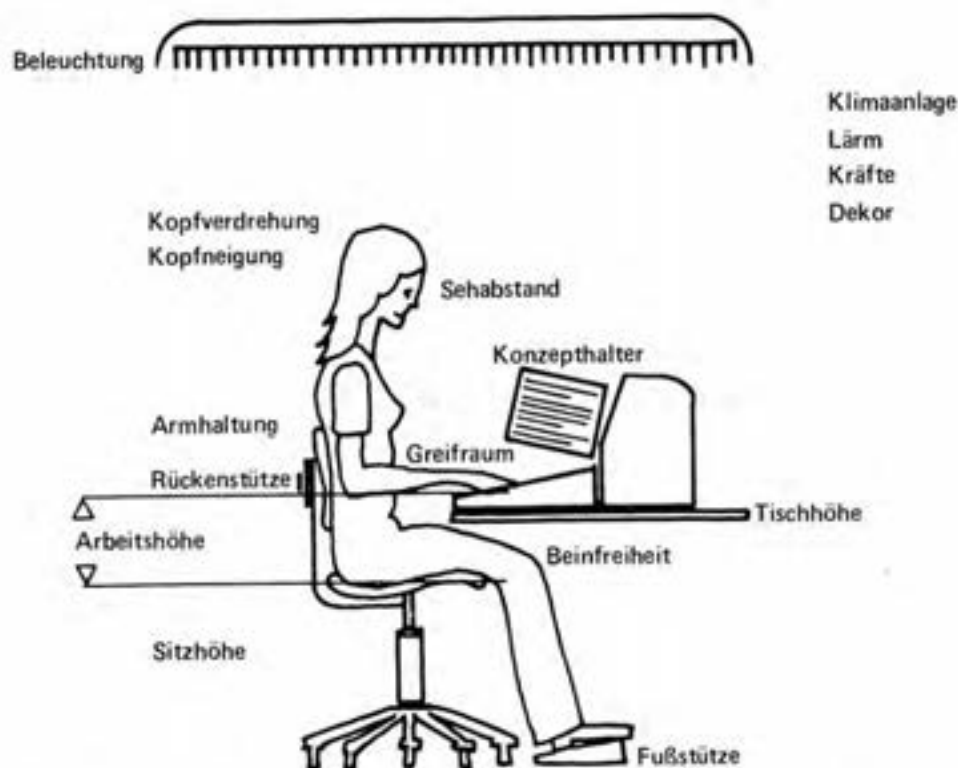 Beleuchtung
Klimaanlage
Lärm
Kräfte
Dekor
Kopfverdrehung
Kopfneigung
Sehabstand
Konzepthalter
Armhaltung
Greifraum
Rückenstütze
Tischhöhe
Arbeitshöhe
Beinfreiheit
Sitzhöhe
Fußstütze